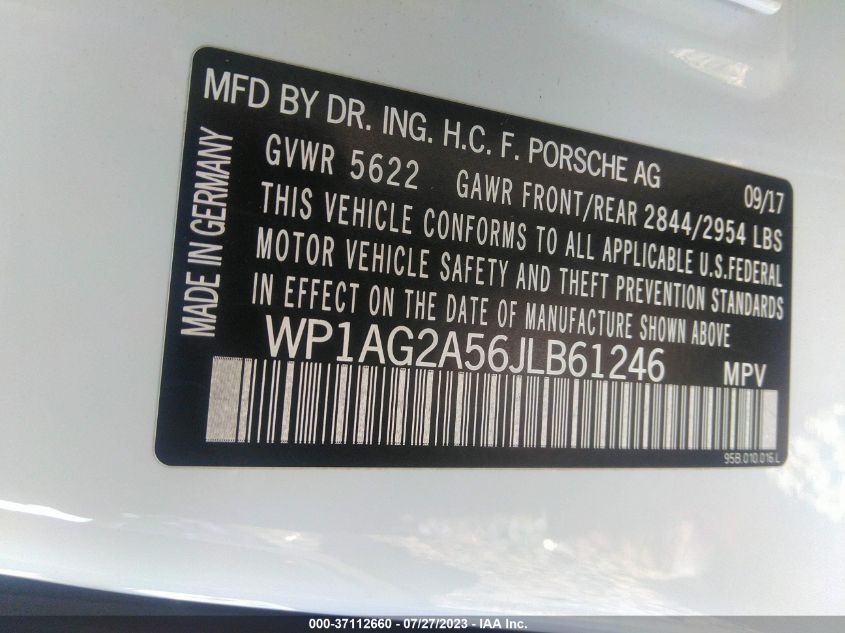 MFD BY DR. ING. H.C. F. PORSCHE AG 09/17
GVWR 5622 GAWR FRONT/REAR 2844/2954 LBS
THIS VEHICLE CONFORMS TO ALL APPLICABLE U.S.FEDERAL
MOTOR VEHICLE SAFETY AND THEFT PREVENTION STANDARDS
IN EFFECT ON THE DATE OF MANUFACTURE SHOWN ABOVE
WP1AG2A56JLB61246 MPV
95B.010.016.L
MADE IN GERMANY
000-37112660 / 07/27/2023 - IAA Inc.